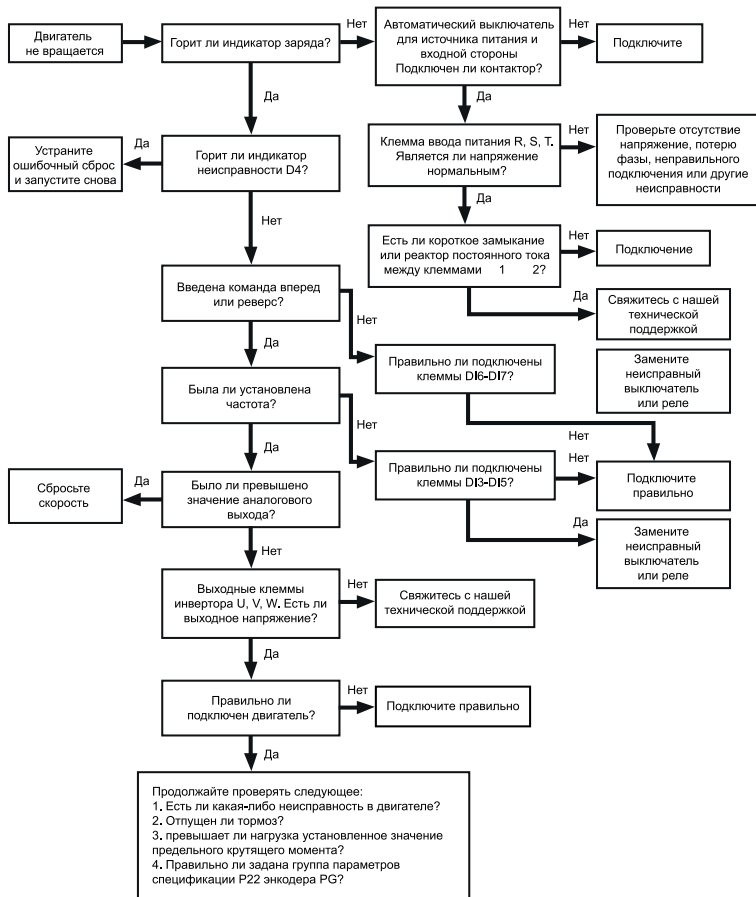 Двигатель
не вращается
Горит ли индикатор заряда?
Нет
Автоматический выключатель
для источника питания и
входной стороны
Подключен ли контактор?
Нет
Подключите
Да
Да
Устраните
ошибочный сброс
и запустите снова
Да
Горит ли индикатор
неисправности D4?
Клемма ввода питания R, S, T.
Является ли напряжение
нормальным?
Нет
Проверьте отсутствие
напряжение, потерю
фазы, неправильного
подключения или другие
неисправности
Нет
Да
Есть ли короткое замыкание
или реактор постоянного тока
между клеммами 1 2?
Нет
Подключение
Введена команда вперед
или реверс?
Нет
Да
Свяжитесь с нашей
технической
поддержкой
Да
Правильно ли подключены
клеммы DI6-DI7?
Замените
неисправный
выключатель
или реле
Была ли установлена
частота?
Нет
Нет
Да
Сбросьте
скорость
Да
Было ли превышено
значение аналогового
выхода?
Правильно ли подключены
клеммы DI3-DI5?
Нет
Подключите
правильно
Да
Замените
неисправный
выключатель
или реле
Нет
Выходные клеммы
инвертора U, V, W. Есть ли
выходное напряжение?
Нет
Свяжитесь с нашей
технической поддержкой
Да
Правильно ли
подключен двигатель?
Нет
Подключите правильно
Да
Продолжайте проверять следующее:
1. Есть ли какая-либо неисправность в двигателе?
2. Отпущен ли тормоз?
3. превышает ли нагрузка установленное значение
предельного крутящего момента?
4. Правильно ли задана группа параметров
спецификации P22 энкодера PG?